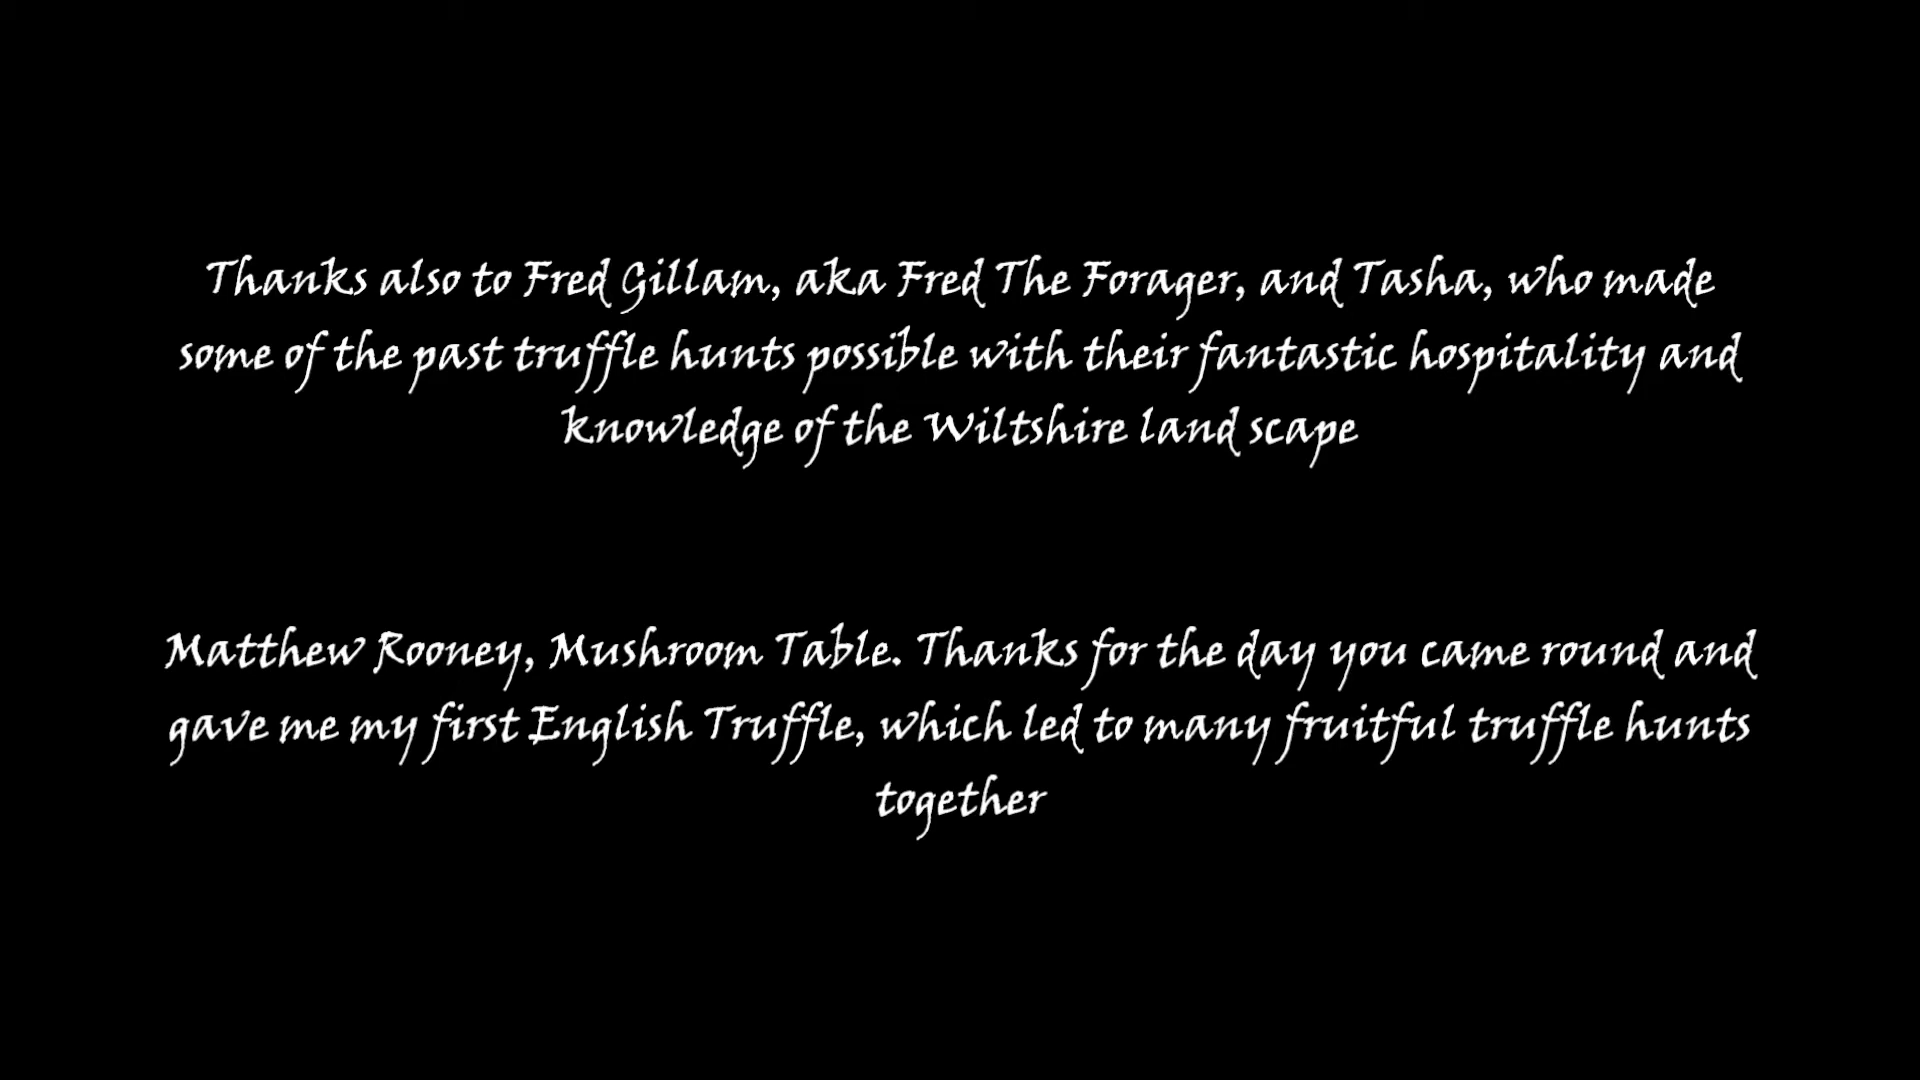 Thanks also to Fred Gillam, aka Fred The Forager, and Tasha, who made
some of the past truffle hunts possible with their fantastic hospitality and
knowledge of the Wiltshire land scape
Matthew Rooney, Mushroom Table. Thanks for the day you came round and
gave me my first English Truffle, which led to many fruitful truffle hunts
together